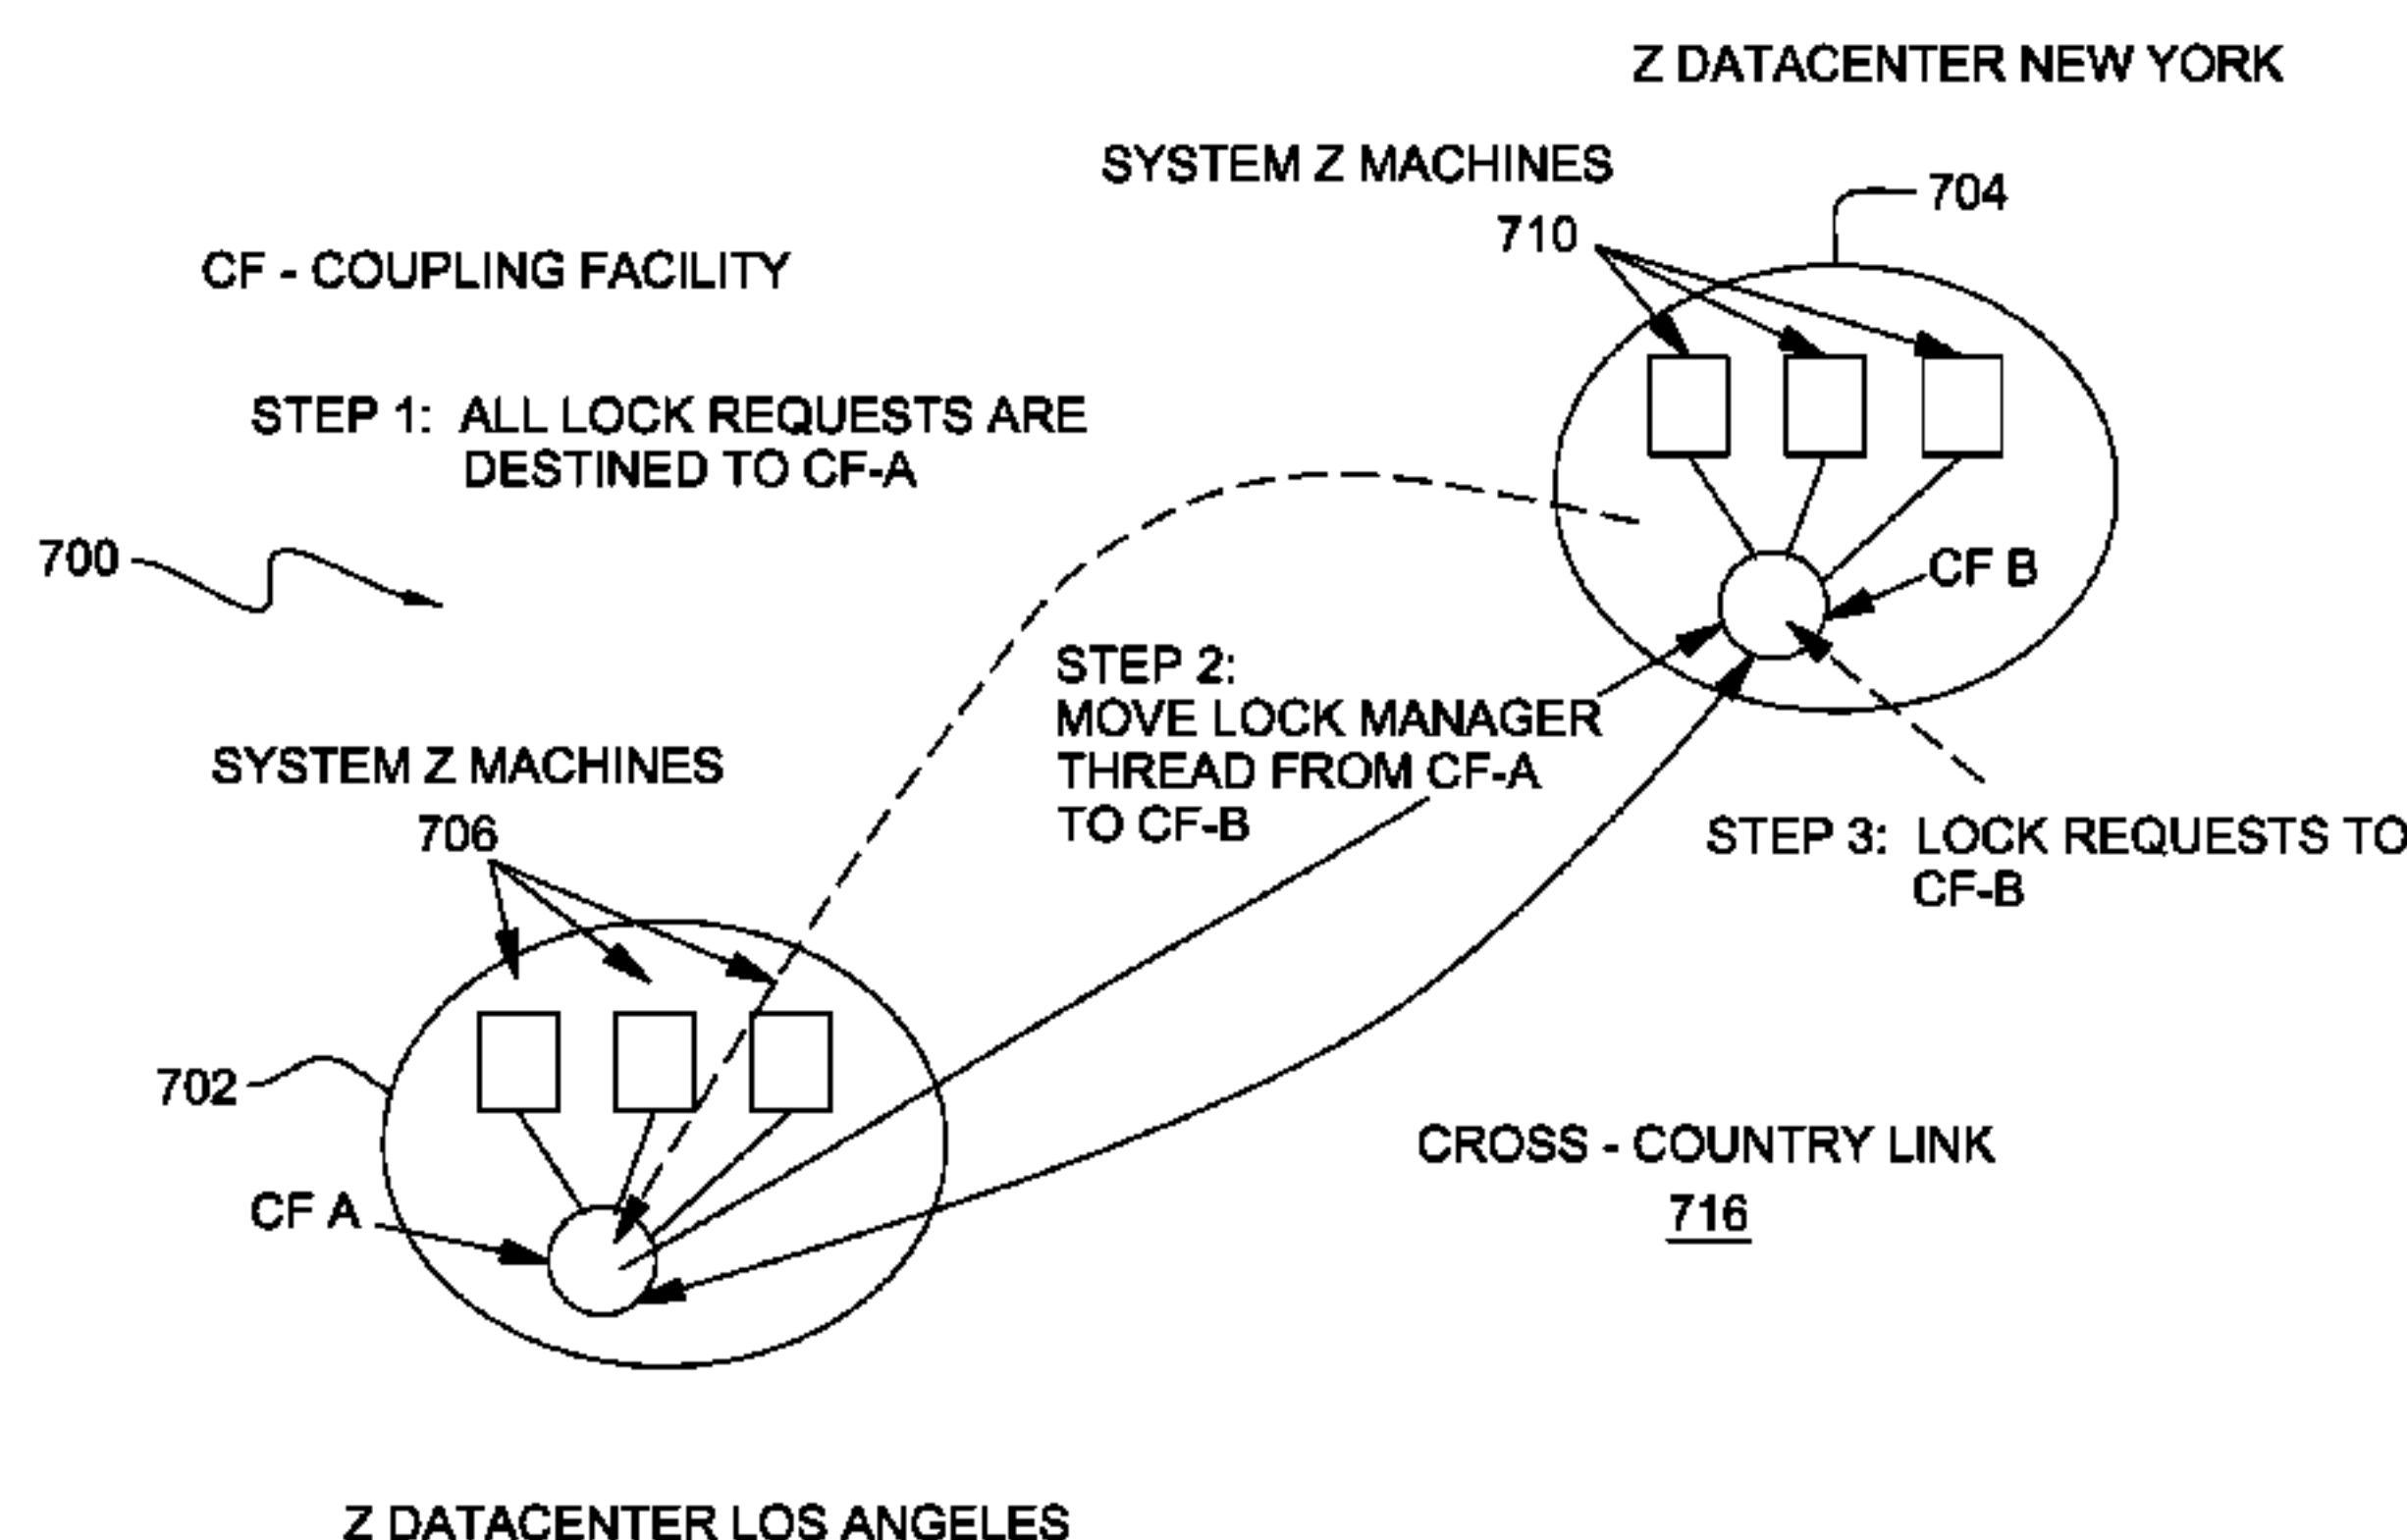 Z DATACENTER NEW YORK
SYSTEM Z MACHINES
710
704
CF - COUPLING FACILITY
STEP 1: ALL LOCK REQUESTS ARE
DESTINED TO CF-A
700
CF B
STEP 2:
MOVE LOCK MANAGER
THREAD FROM CF-A
TO CF-B
SYSTEM Z MACHINES
706
STEP 3: LOCK REQUESTS TO
CF-B
702
CF A
CROSS - COUNTRY LINK
716
Z DATACENTER LOS ANGELES